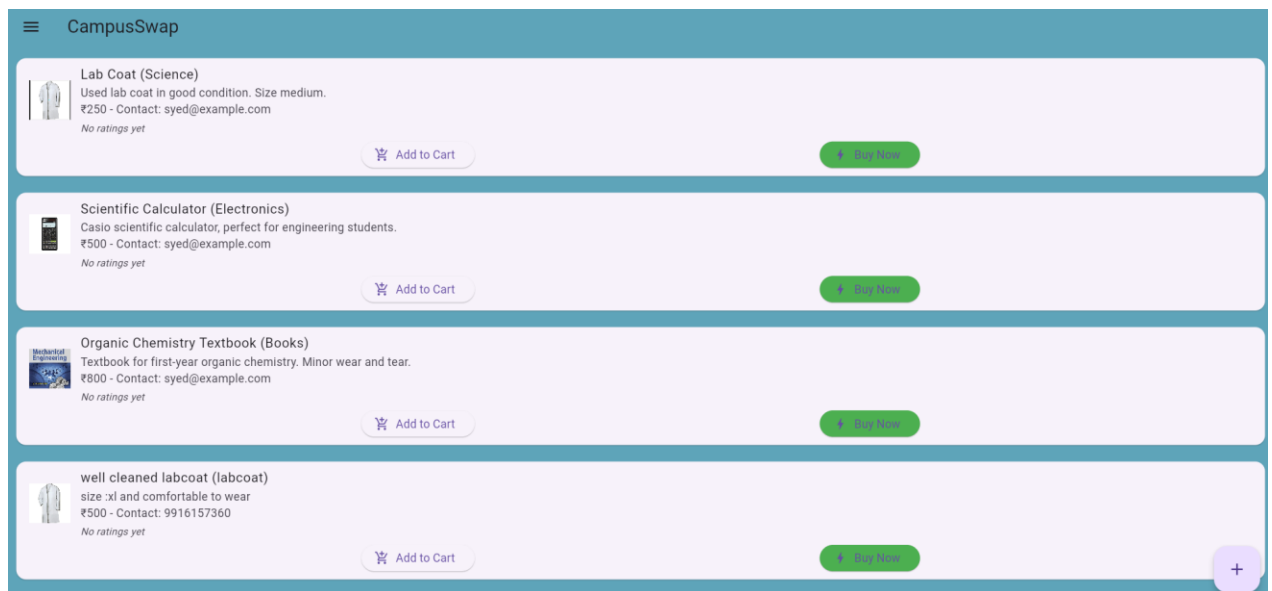 CampusSwap
Lab Coat (Science)
Used lab coat in good condition. Size medium.
₹250 - Contact: syed@example.com
No ratings yet
Add to Cart
Buy Now
Scientific Calculator (Electronics)
Casio scientific calculator, perfect for engineering students.
₹500 - Contact: syed@example.com
No ratings yet
Add to Cart
Buy Now
Mechanical
Engineering
Organic Chemistry Textbook (Books)
Textbook for first-year organic chemistry. Minor wear and tear.
₹800 - Contact: syed@example.com
No ratings yet
Add to Cart
Buy Now
well cleaned labcoat (labcoat)
size :xl and comfortable to wear
₹500 - Contact: 9916157360
No ratings yet
Add to Cart
Buy Now